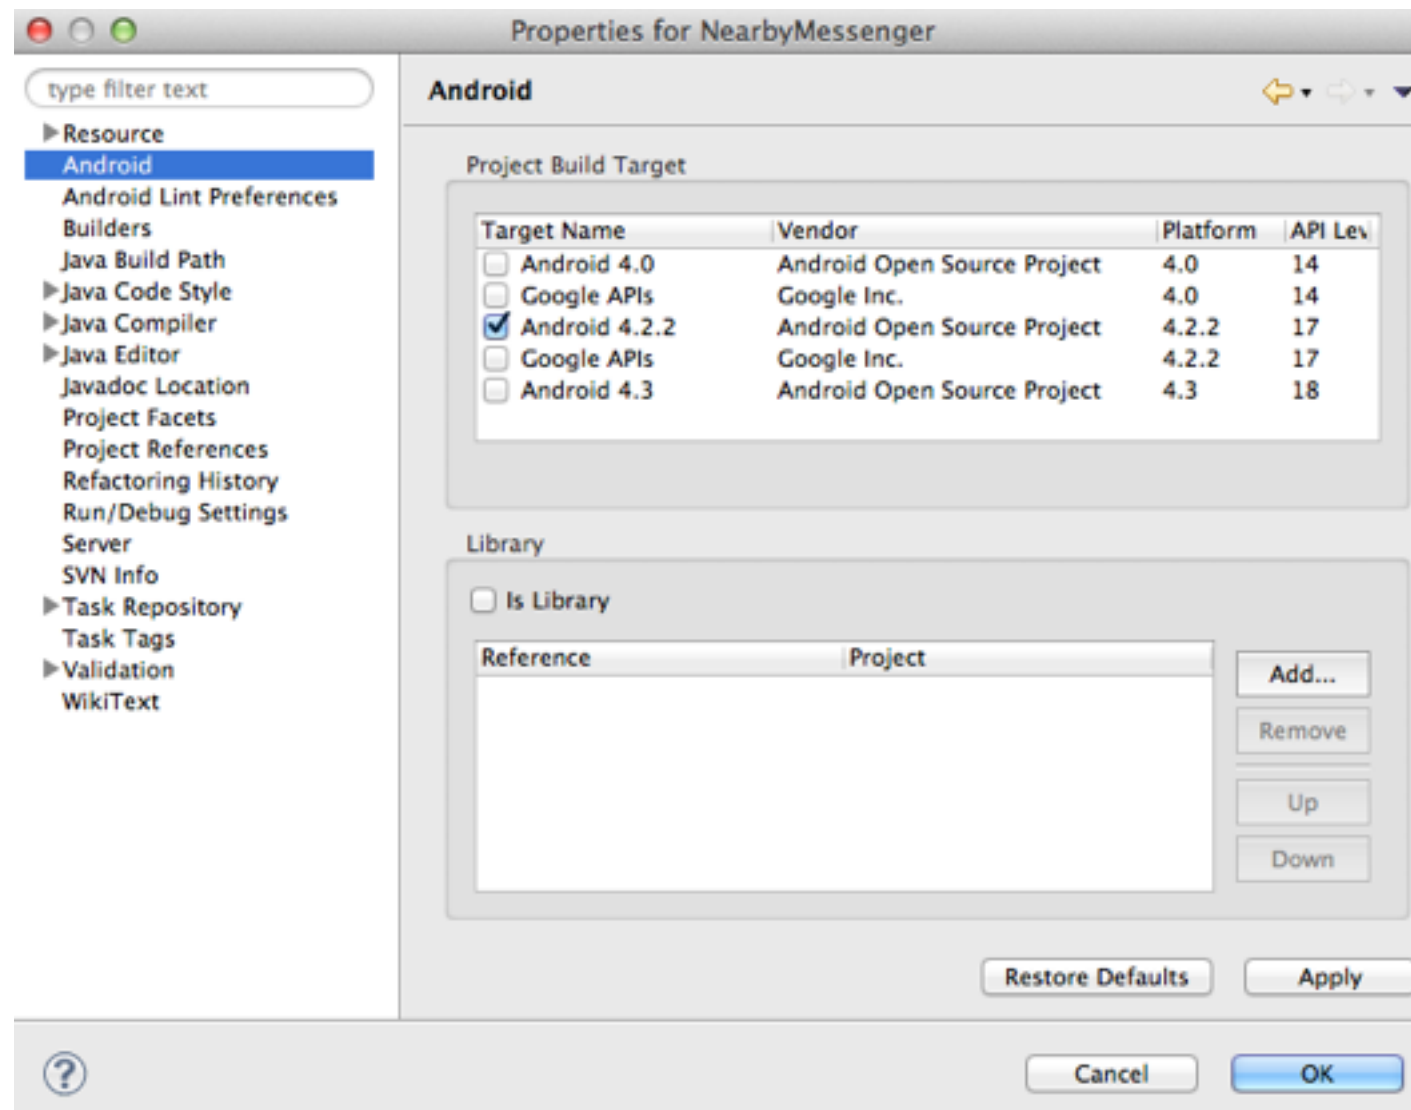 Properties for NearbyMessenger
type filter text
Resource
Android
Android Lint Preferences
Builders
Java Build Path
Java Code Style
Java Compiler
Java Editor
Javadoc Location
Project Facets
Project References
Refactoring History
Run/Debug Settings
Server
SVN Info
Task Repository
Task Tags
Validation
WikiText
Android
Project Build Target
Target Name Vendor Platform API Lev
Android 4.0 Android Open Source Project 4.0 14
Google APIs Google Inc. 4.0 14
Android 4.2.2 Android Open Source Project 4.2.2 17
Google APIs Google Inc. 4.2.2 17
Android 4.3 Android Open Source Project 4.3 18
Library
Is Library
Reference Project
Add...
Remove
Up
Down
Restore Defaults Apply
? Cancel OK